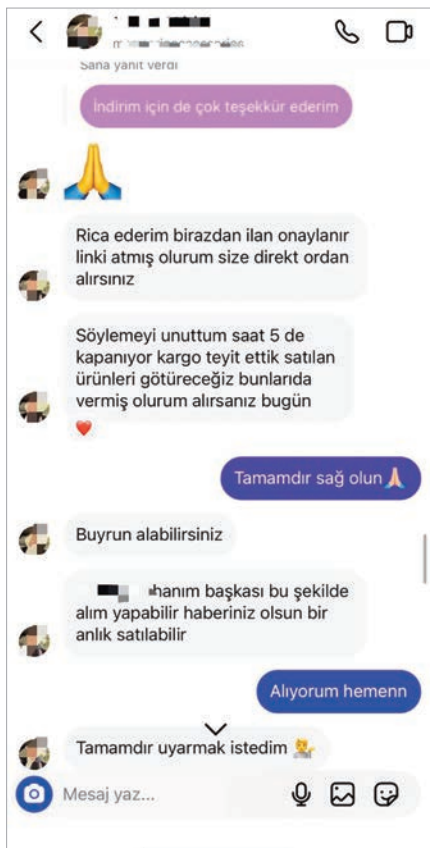 Sana yanıt verdi
İndirim için de çok teşekkür ederim
Rica ederim birazdan ilan onaylanır
linki atmış olurum size direkt ordan
alırsınız
Söylemeyi unuttum saat 5 de
kapanıyor kargo teyit ettik satılan
ürünleri götüreceğiz bunlarıda
vermiş olurum alırsanız bugün
❤️
Tamamdır sağ olun🙏🏻
Buyrun alabilirsiniz
hanım başkası bu şekilde
alım yapabilir haberiniz olsun bir
anlık satılabilir
Alıyorum hemenn
Tamamdır uyarmak istedim 💁
Mesaj yaz...